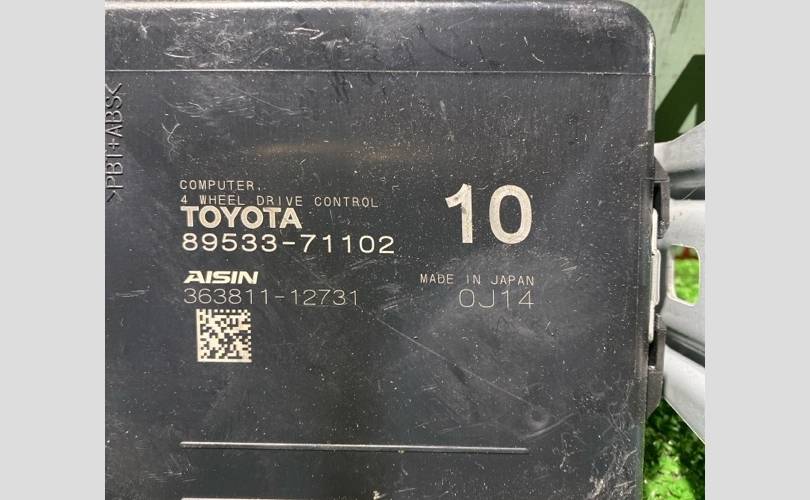 >PBT+ABS<
COMPUTER,
4 WHEEL DRIVE CONTROL
TOYOTA
89533-71102
10
AISIN
MADE IN JAPAN
363811-12731
0J14